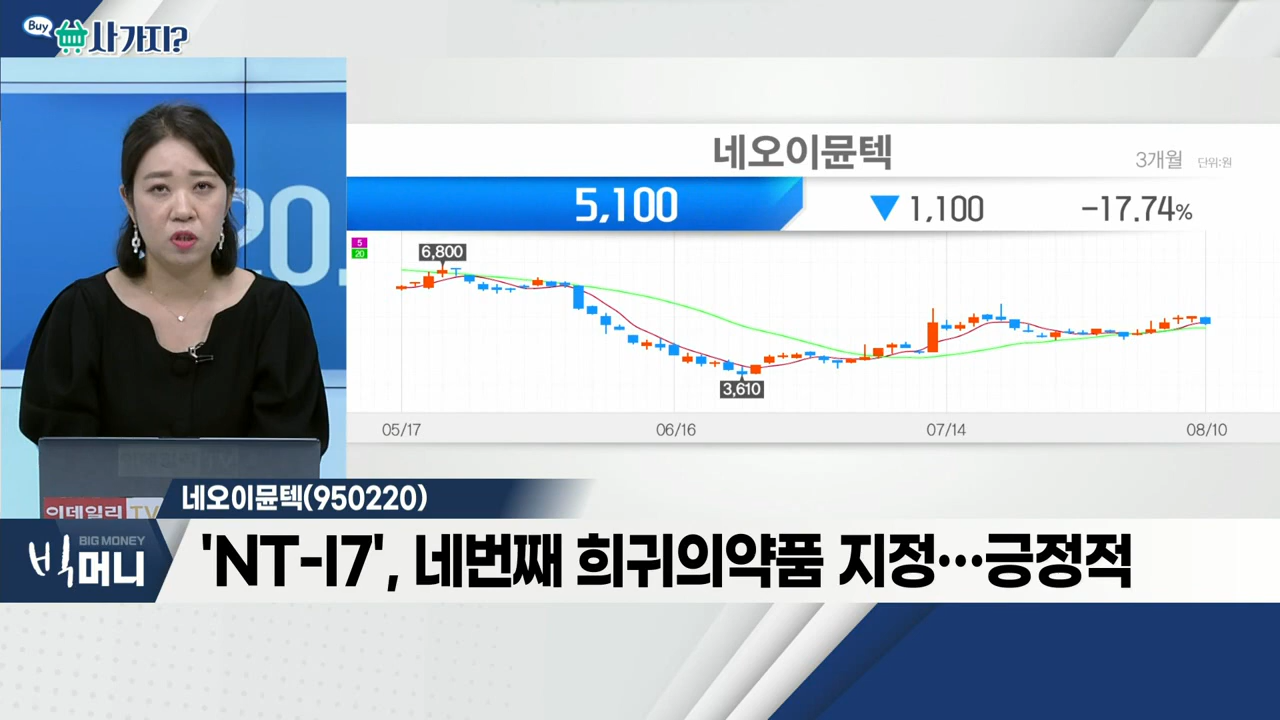 Buy
사가지?
20.
네오이뮨텍
3개월 단위:원
5,100 ▼1,100 -17.74%
5
20
6,800
3,610
05/17 06/16 07/14 08/10
네오이뮨텍(950220)
이데일리TV
BIG MONEY
빅머니
'NT-I7', 네번째 희귀의약품 지정…긍정적